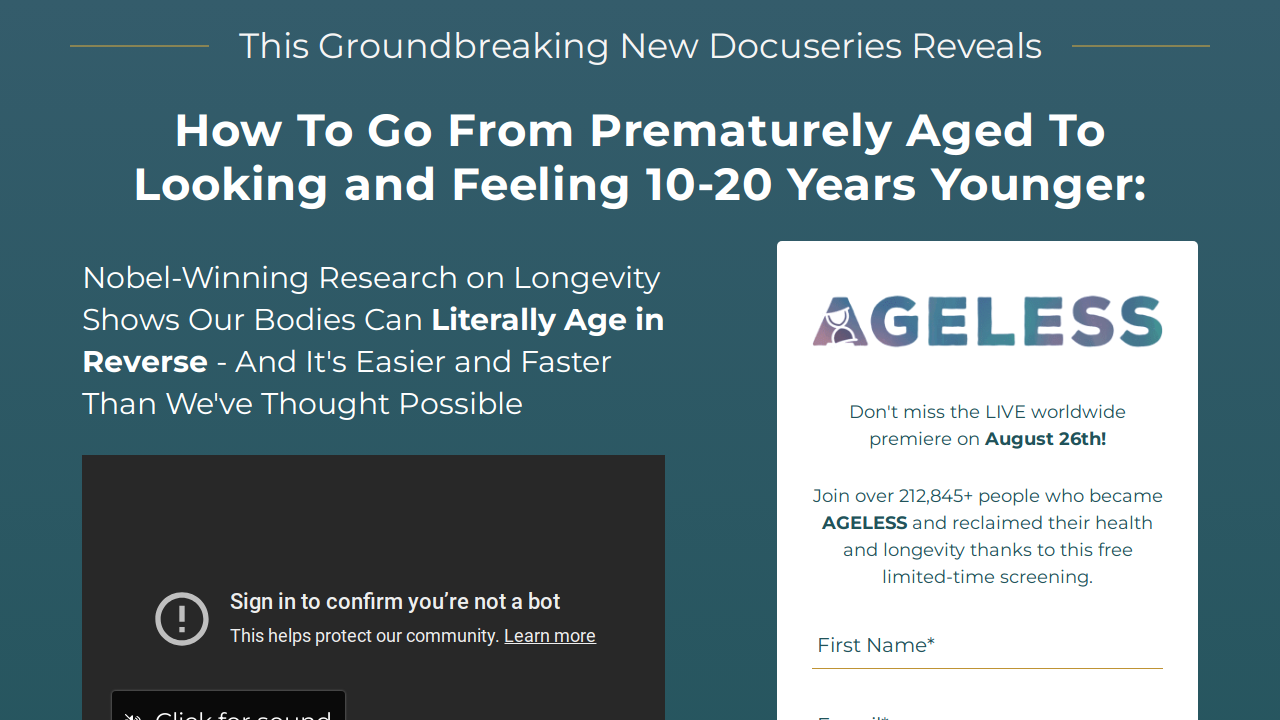 This Groundbreaking New Docuseries Reveals
How To Go From Prematurely Aged To
Looking and Feeling 10-20 Years Younger:
Nobel-Winning Research on Longevity
Shows Our Bodies Can Literally Age in
Reverse - And It's Easier and Faster
Than We've Thought Possible
Sign in to confirm you're not a bot
This helps protect our community. Learn more
Click for sound
AGELESS
Don't miss the LIVE worldwide
premiere on August 26th!
Join over 212,845+ people who became
AGELESS and reclaimed their health
and longevity thanks to this free
limited-time screening.
First Name*